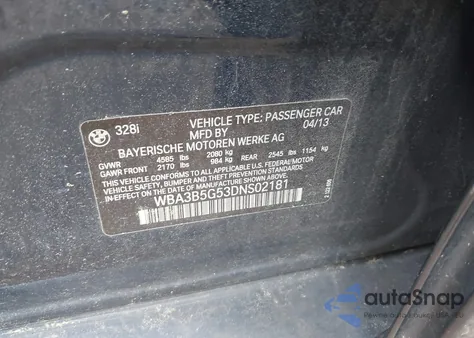 BMW
328i
VEHICLE TYPE: PASSENGER CAR
MFD BY 04/13
BAYERISCHE MOTOREN WERKE AG
GVWR 4585 lbs 2080 kg
GAWR FRONT 2170 lbs 984 kg REAR 2545 lbs 1154 kg
THIS VEHICLE CONFORMS TO ALL APPLICABLE U.S. FEDERAL MOTOR
VEHICLE SAFETY, BUMPER, AND THEFT PREVENTION STANDARDS
IN EFFECT ON THE DATE OF MANUFACTURE SHOWN ABOVE.
WBA3B5G53DNS02181
autoSnap